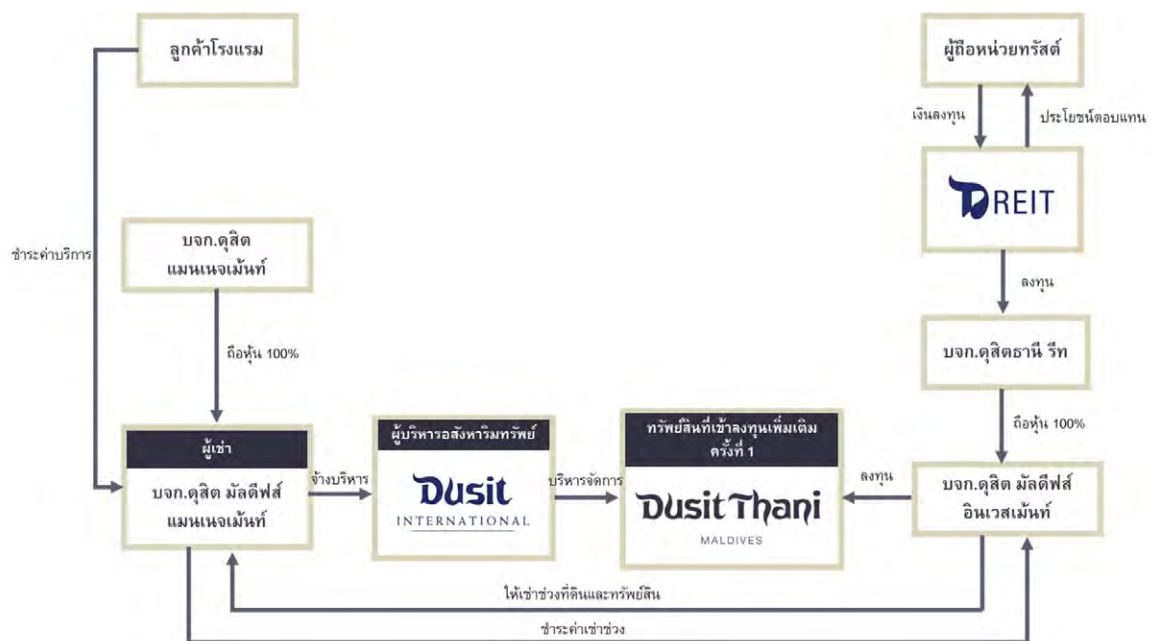 ลูกค้าโรงแรม
ผู้ถือหน่วยทรัสต์
เงินลงทุน
ประโยชน์ตอบแทน
DREIT
ชำระค่าบริการ
บจก.ดุสิต
แมนเนจเม้นท์
ลงทุน
ถือหุ้น 100%
บจก.ดุสิตธานี รีท
ถือหุ้น 100%
ผู้เช่า
บจก.ดุสิต มัลดีฟส์
แมนเนจเม้นท์
จ้างบริหาร
ผู้บริหารอสังหาริมทรัพย์
Dusit
INTERNATIONAL
บริหารจัดการ
ทรัพย์สินที่เข้าลงทุนเพิ่มเติม
ครั้งที่ 1
Dusit Thani
MALDIVES
ลงทุน
บจก.ดุสิต มัลดีฟส์
อินเวสเม้นท์
ให้เช่าช่วงที่ดินและทรัพย์สิน
ชำระค่าเช่าช่วง